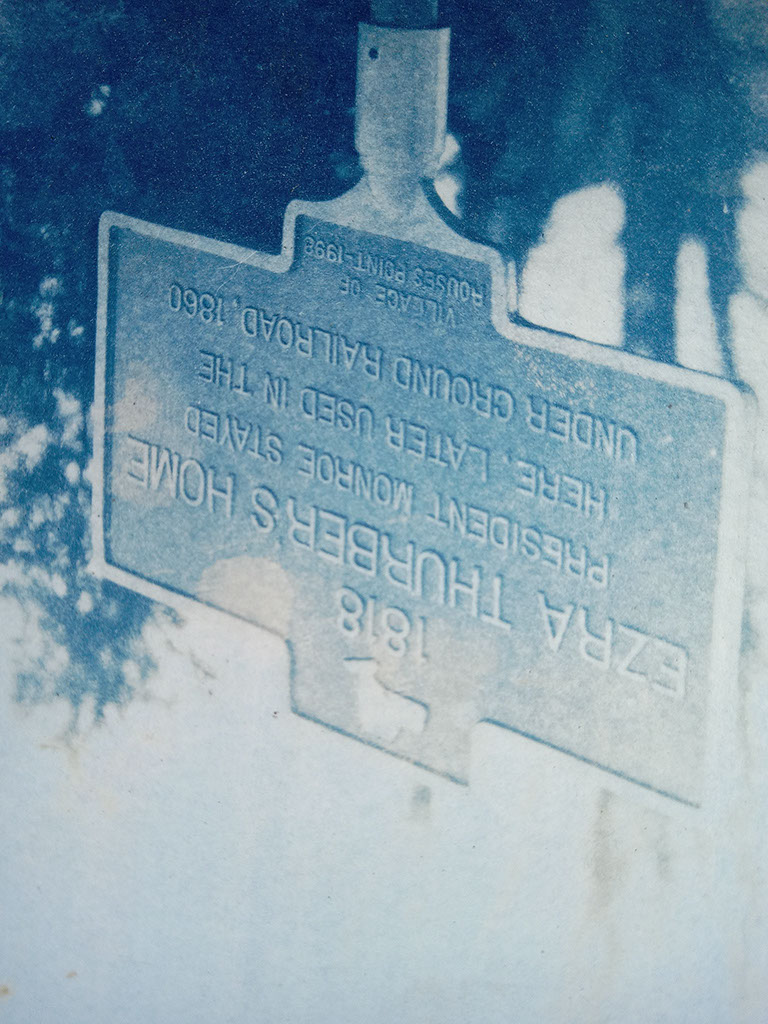 1818
EZRA THURBER'S HOME
PRESIDENT MONROE STAYED
HERE. LATER USED IN THE
UNDER GROUND RAILROAD, 1860
VILLAGE OF
ROUSES POINT-1998